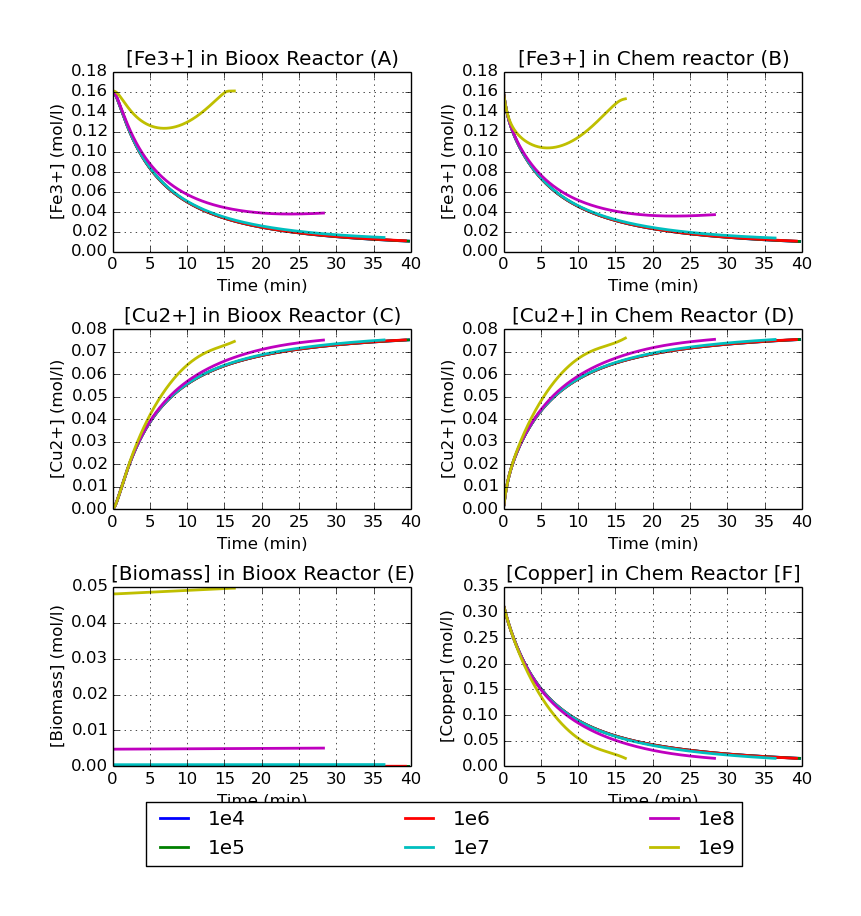 [Fe3+] in Bioox Reactor (A)
[Fe3+] (mol/l)
0.18
0.16
0.14
0.12
0.10
0.08
0.06
0.04
0.02
0.00
0 5 10 15 20 25 30 35 40
Time (min)
[Fe3+] in Chem reactor (B)
[Fe3+] (mol/l)
0.18
0.16
0.14
0.12
0.10
0.08
0.06
0.04
0.02
0.00
0 5 10 15 20 25 30 35 40
Time (min)
[Cu2+] in Bioox Reactor (C)
[Cu2+] (mol/l)
0.08
0.07
0.06
0.05
0.04
0.03
0.02
0.01
0.00
0 5 10 15 20 25 30 35 40
Time (min)
[Cu2+] in Chem Reactor (D)
[Cu2+] (mol/l)
0.08
0.07
0.06
0.05
0.04
0.03
0.02
0.01
0.00
0 5 10 15 20 25 30 35 40
Time (min)
[Biomass] in Bioox Reactor (E)
[Biomass] (mol/l)
0.05
0.04
0.03
0.02
0.01
0.00
0 5 10 15 20 25 30 35 40
Time (min)
[Copper] in Chem Reactor [F]
[Copper] (mol/l)
0.35
0.30
0.25
0.20
0.15
0.10
0.05
0.00
0 5 10 15 20 25 30 35 40
Time (min)
1e4 1e6 1e8
1e5 1e7 1e9